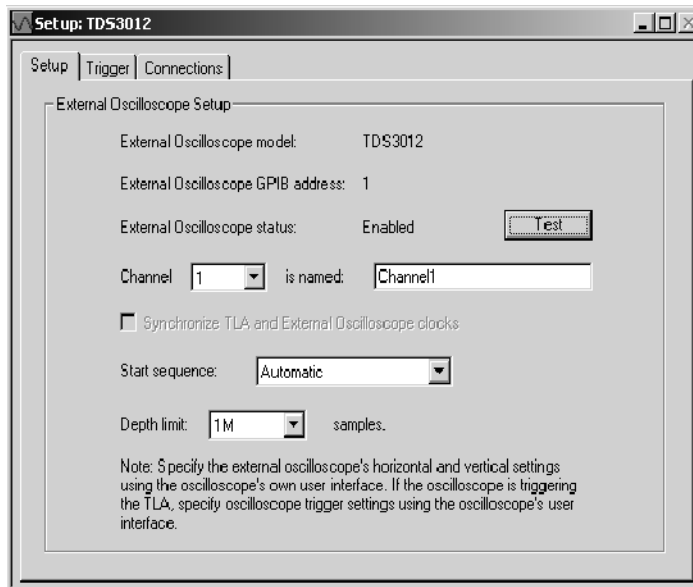 Setup: TDS3012
Setup Trigger Connections
External Oscilloscope Setup
External Oscilloscope model: TDS3012
External Oscilloscope GPIB address: 1
External Oscilloscope status: Enabled Test
Channel 1 is named: Channel1
Synchronize TLA and External Oscilloscope clocks
Start sequence: Automatic
Depth limit: 1M samples.
Note: Specify the external oscilloscope's horizontal and vertical settings
using the oscilloscope's own user interface. If the oscilloscope is triggering
the TLA, specify oscilloscope trigger settings using the oscilloscope's user
interface.